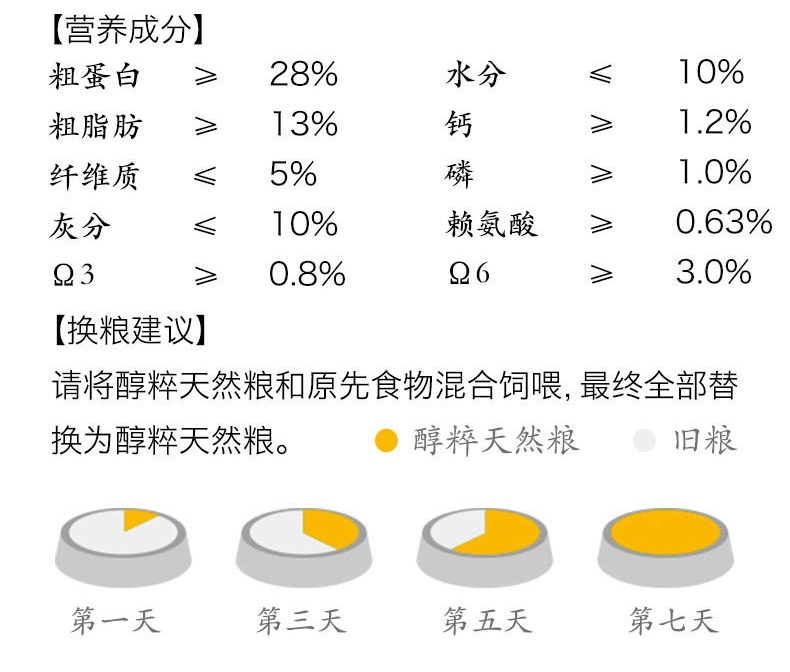 【营养成分】
粗蛋白 ≥ 28% 水分 ≤ 10%
粗脂肪 ≥ 13% 钙 ≥ 1.2%
纤维质 ≤ 5% 磷 ≥ 1.0%
灰分 ≤ 10% 赖氨酸 ≥ 0.63%
Ω3 ≥ 0.8% Ω6 ≥ 3.0%
【换粮建议】
请将醇粹天然粮和原先食物混合饲喂,最终全部替
换为醇粹天然粮。 醇粹天然粮 旧粮
第一天 第三天 第五天 第七天